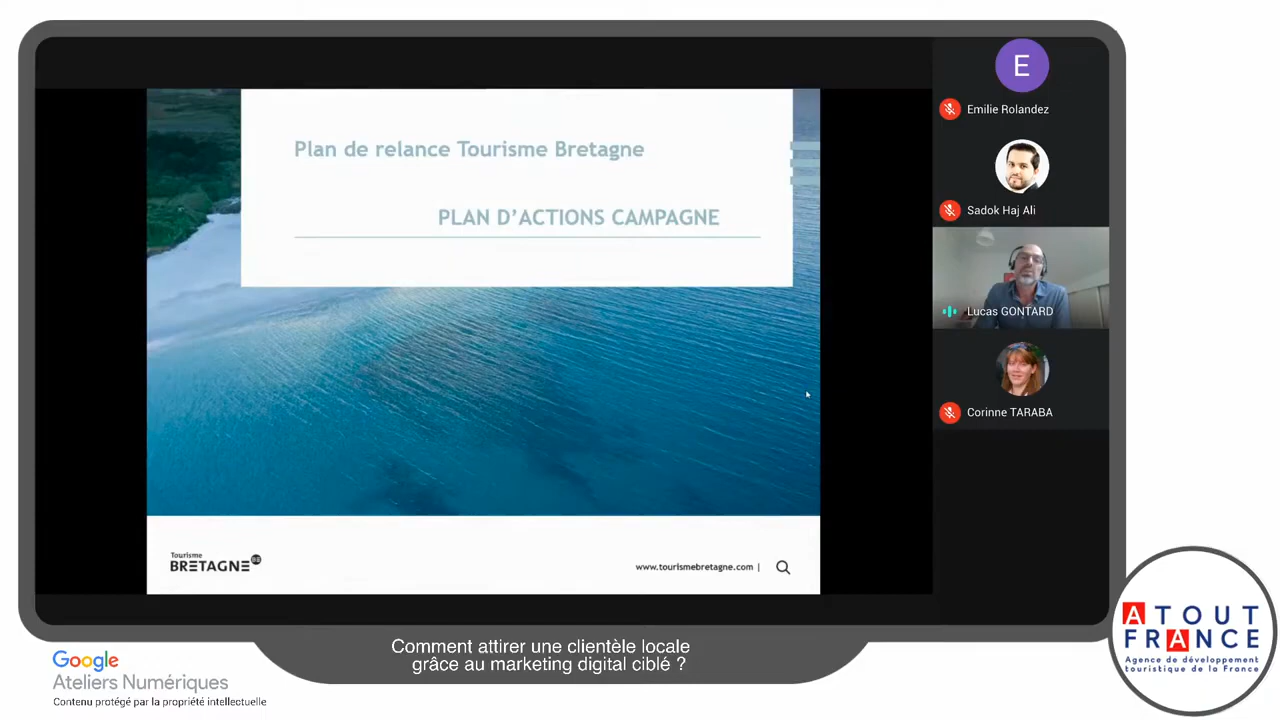 Plan de relance Tourisme Bretagne
PLAN D'ACTIONS CAMPAGNE
Tourisme
BRETAGNE
www.tourismebretagne.com |
E
Emilie Rolandez
Sadok Haj Ali
Lucas GONTARD
Corinne TARABA
Comment attirer une clientèle locale
grâce au marketing digital ciblé ?
Google
Ateliers Numériques
Contenu protégé par la propriété intellectuelle
ATOUT
FRANCE
Agence de développement
touristique de la France